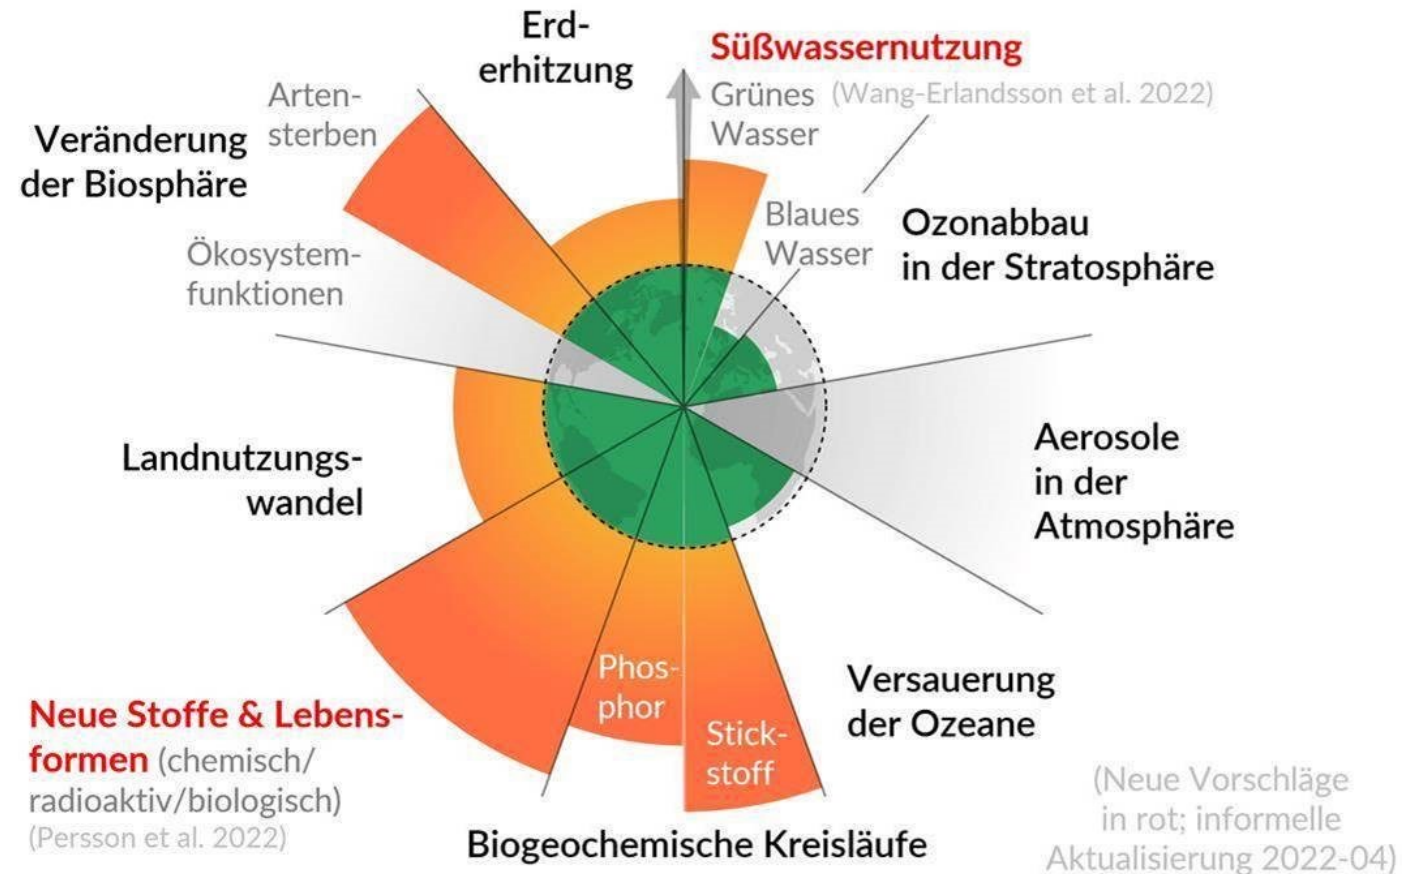 Erd-
erhitzung
Süßwassernutzung
Grünes (Wang-Erlandsson et al. 2022)
Wasser
Blaues
Wasser
Ozonabbau
in der Stratosphäre
Aerosole
in der
Atmosphäre
Versauerung
der Ozeane
Biogeochemische Kreisläufe
Phos-
phor
Stick-
stoff
Neue Stoffe & Lebens-
formen (chemisch/
radioaktiv/biologisch)
(Persson et al. 2022)
Landnutzungs-
wandel
Veränderung
der Biosphäre
Arten-
sterben
Ökosystem-
funktionen
(Neue Vorschläge
in rot; informelle
Aktualisierung 2022-04)